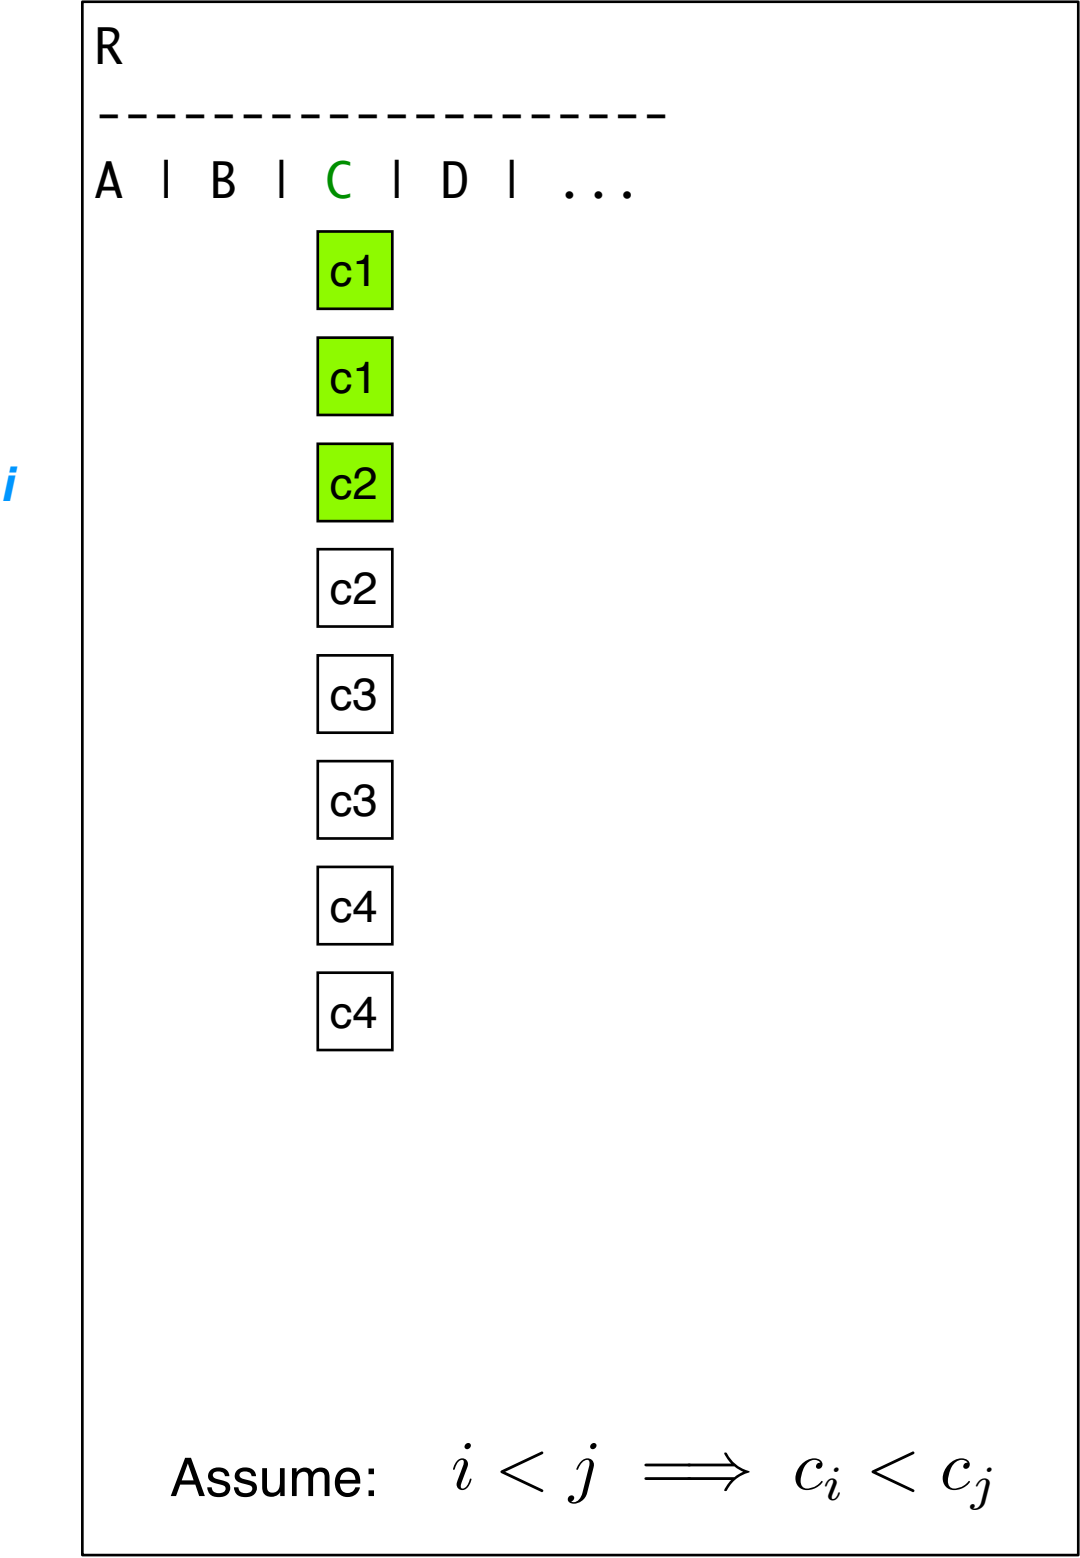 R
--------------------
A | B | C | D | ...
c1
c1
i
c2
c2
c3
c3
c4
c4
Assume: i < j ⟹ c_i < c_j